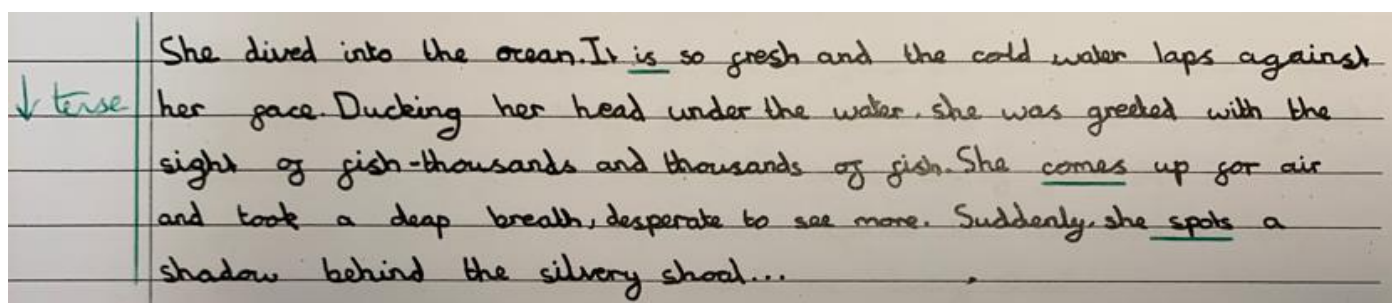 She dived into the ocean. It is so fresh and the cold water laps against
↓ tense her face. Ducking her head under the water, she was greeted with the
sight of fish-thousands and thousands of fish. She comes up for air
and took a deap breath, desperate to see more. Suddenly, she spots a
shadow behind the silvery shoal...